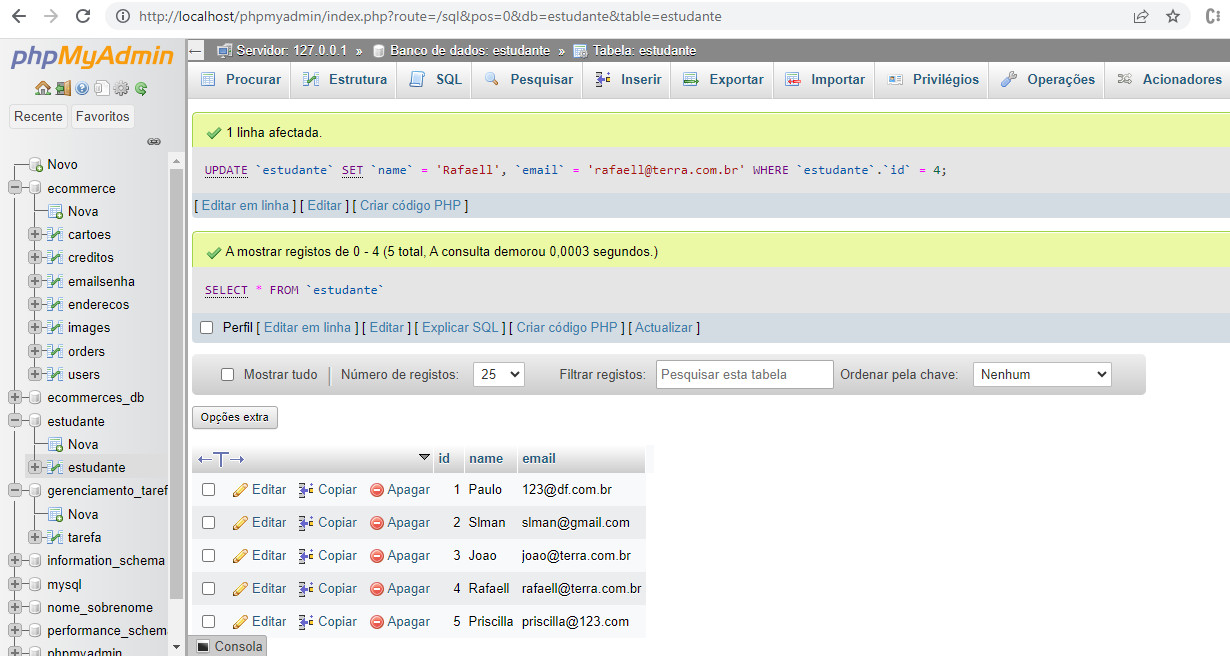 http://localhost/phpmyadmin/index.php?route=/sql&pos=0&db=estudante&table=estudante
phpMyAdmin
Recente Favoritos
Novo
ecommerce
Nova
cartoes
creditos
emailsenha
enderecos
images
orders
users
ecommerces_db
estudante
Nova
estudante
gerenciamento_taref
Nova
tarefa
information_schema
mysql
nome_sobrenome
performance_schem
phpmyadmin
Servidor: 127.0.0.1 » Banco de dados: estudante » Tabela: estudante
Procurar Estrutura SQL Pesquisar Inserir Exportar Importar Privilégios Operações Acionadores
1 linha afectada.
UPDATE `estudante` SET `name` = 'Rafaell', `email` = 'rafaell@terra.com.br' WHERE `estudante`.`id` = 4;
[ Editar em linha ] [ Editar ] [ Criar código PHP ]
A mostrar registos de 0 - 4 (5 total, A consulta demorou 0,0003 segundos.)
SELECT * FROM `estudante`
Perfil [ Editar em linha ] [ Editar ] [ Explicar SQL ] [ Criar código PHP ] [ Actualizar ]
Mostrar tudo | Número de registos: 25 Filtrar registos: Pesquisar esta tabela Ordenar pela chave: Nenhum
Opções extra
←T→ id name email
Editar Copiar Apagar 1 Paulo 123@df.com.br
Editar Copiar Apagar 2 Slman slman@gmail.com
Editar Copiar Apagar 3 Joao joao@terra.com.br
Editar Copiar Apagar 4 Rafaell rafaell@terra.com.br
Editar Copiar Apagar 5 Priscilla priscilla@123.com
Consola